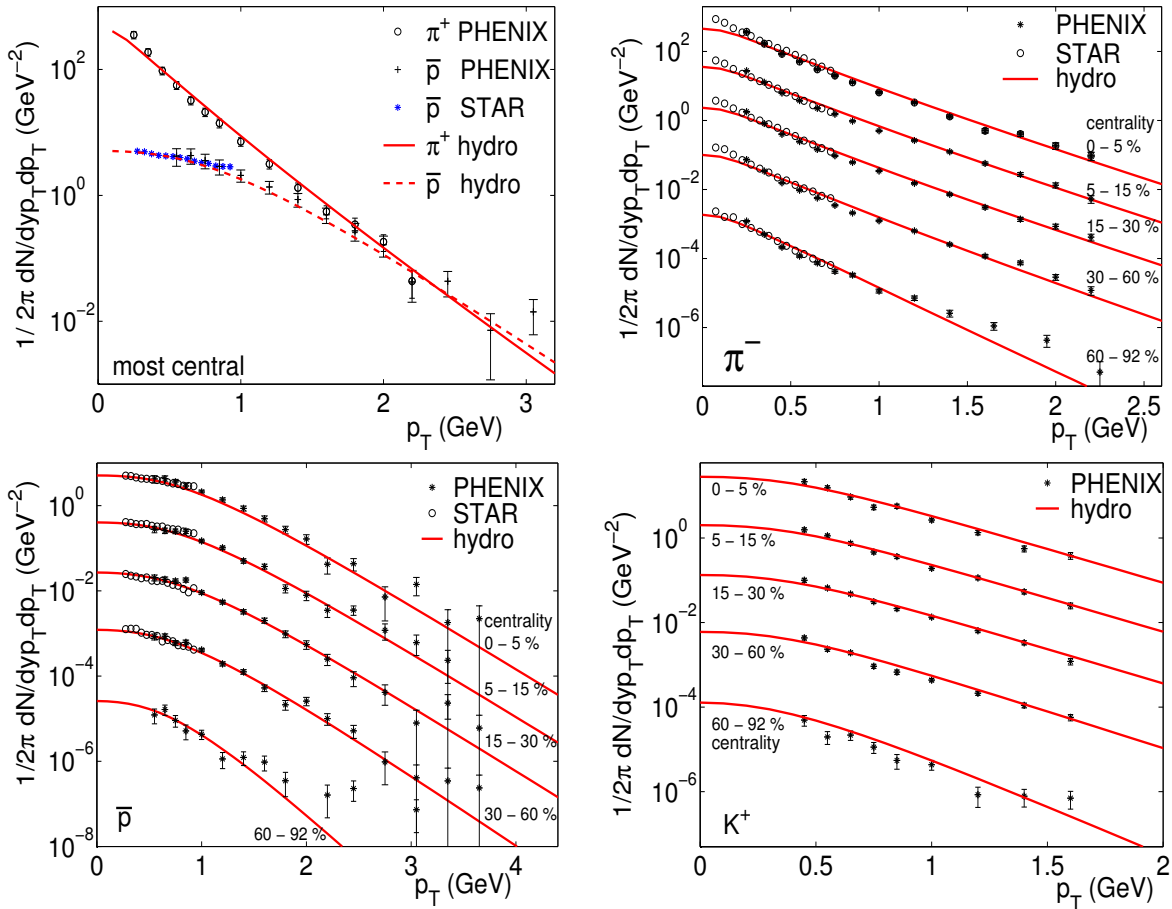 1/ 2π dN/dyp_T dp_T (GeV⁻²)
10²
10⁰
10⁻²
π⁺ PHENIX
p̅ PHENIX
p̅ STAR
π⁺ hydro
p̅ hydro
most central
0 1 2 3
p_T (GeV)
1/2π dN/dyp_T dp_T (GeV⁻²)
10²
10⁰
10⁻²
10⁻⁴
10⁻⁶
PHENIX
STAR
hydro
centrality
0 – 5 %
5 – 15 %
15 – 30 %
30 – 60 %
60 – 92 %
π⁻
0 0.5 1 1.5 2 2.5
p_T (GeV)
1/2π dN/dyp_T dp_T (GeV⁻²)
10⁰
10⁻²
10⁻⁴
10⁻⁶
10⁻⁸
PHENIX
STAR
hydro
centrality
0 – 5 %
5 – 15 %
15 – 30 %
30 – 60 %
60 – 92 %
p̅
0 1 2 3 4
p_T (GeV)
1/2π dN/dyp_T dp_T (GeV⁻²)
10⁰
10⁻²
10⁻⁴
10⁻⁶
PHENIX
hydro
0 – 5 %
5 – 15 %
15 – 30 %
30 – 60 %
60 – 92 %
centrality
K⁺
0 0.5 1 1.5 2
p_T (GeV)